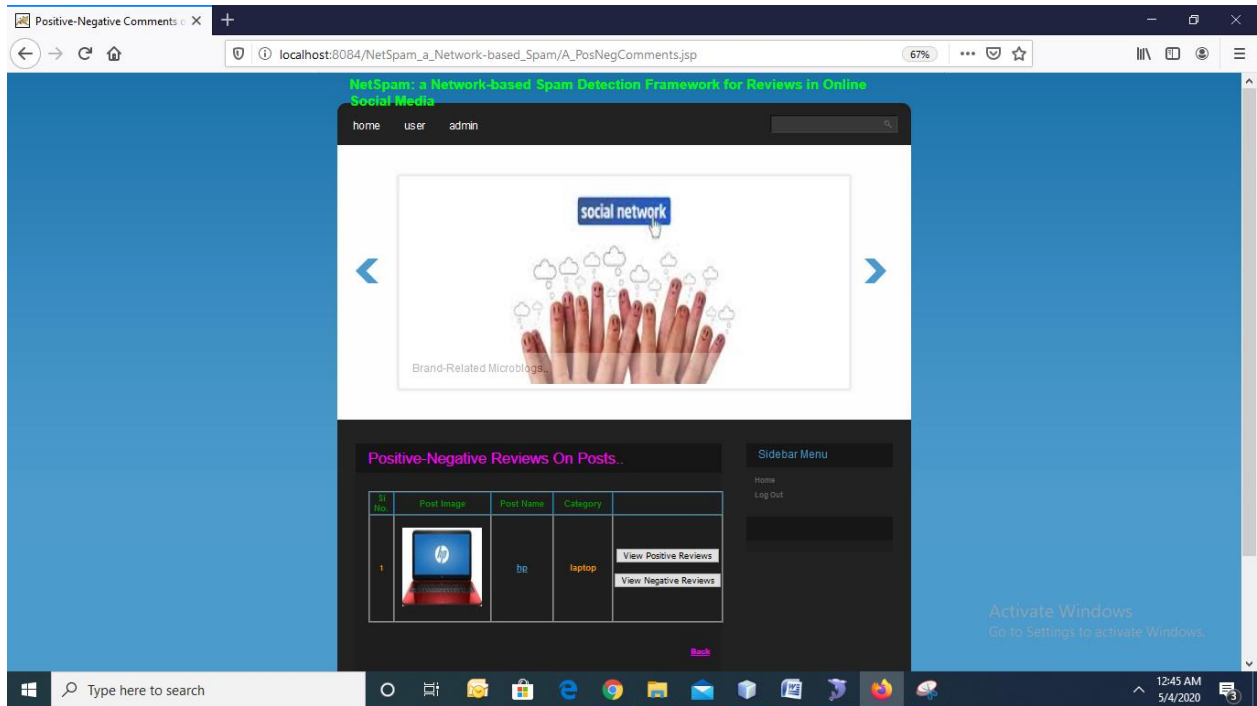 Positive-Negative Comments o
localhost:8084/NetSpam_a_Network-based_Spam/A_PosNegComments.jsp
67%
NetSpam: a Network-based Spam Detection Framework for Reviews in Online
Social Media
home user admin
social network
Brand-Related Microblogs..
Positive-Negative Reviews On Posts..
Sidebar Menu
Home
Log Out
Si No. Post Image Post Name Category
1 hp hp laptop
View Positive Reviews
View Negative Reviews
Back
Activate Windows
Go to Settings to activate Windows.
Type here to search
12:45 AM
5/4/2020
3